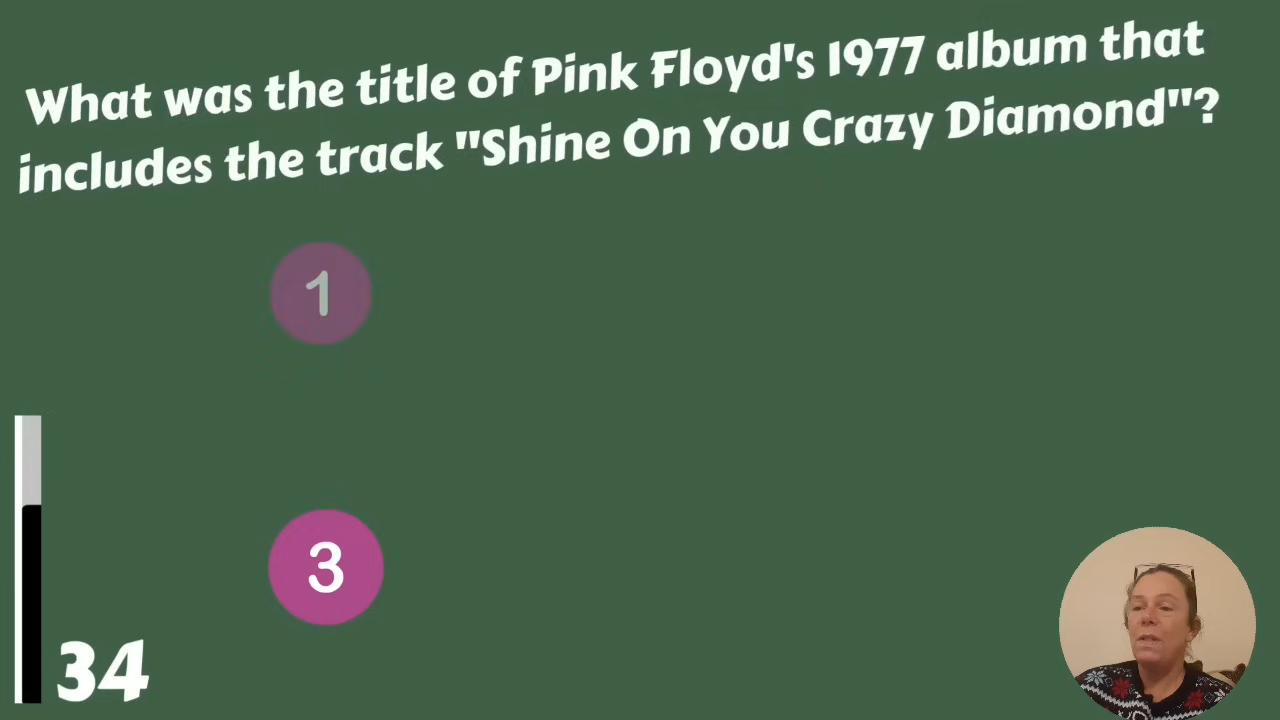 What was the title of Pink Floyd's 1977 album that
includes the track "Shine On You Crazy Diamond"?
1
3
34